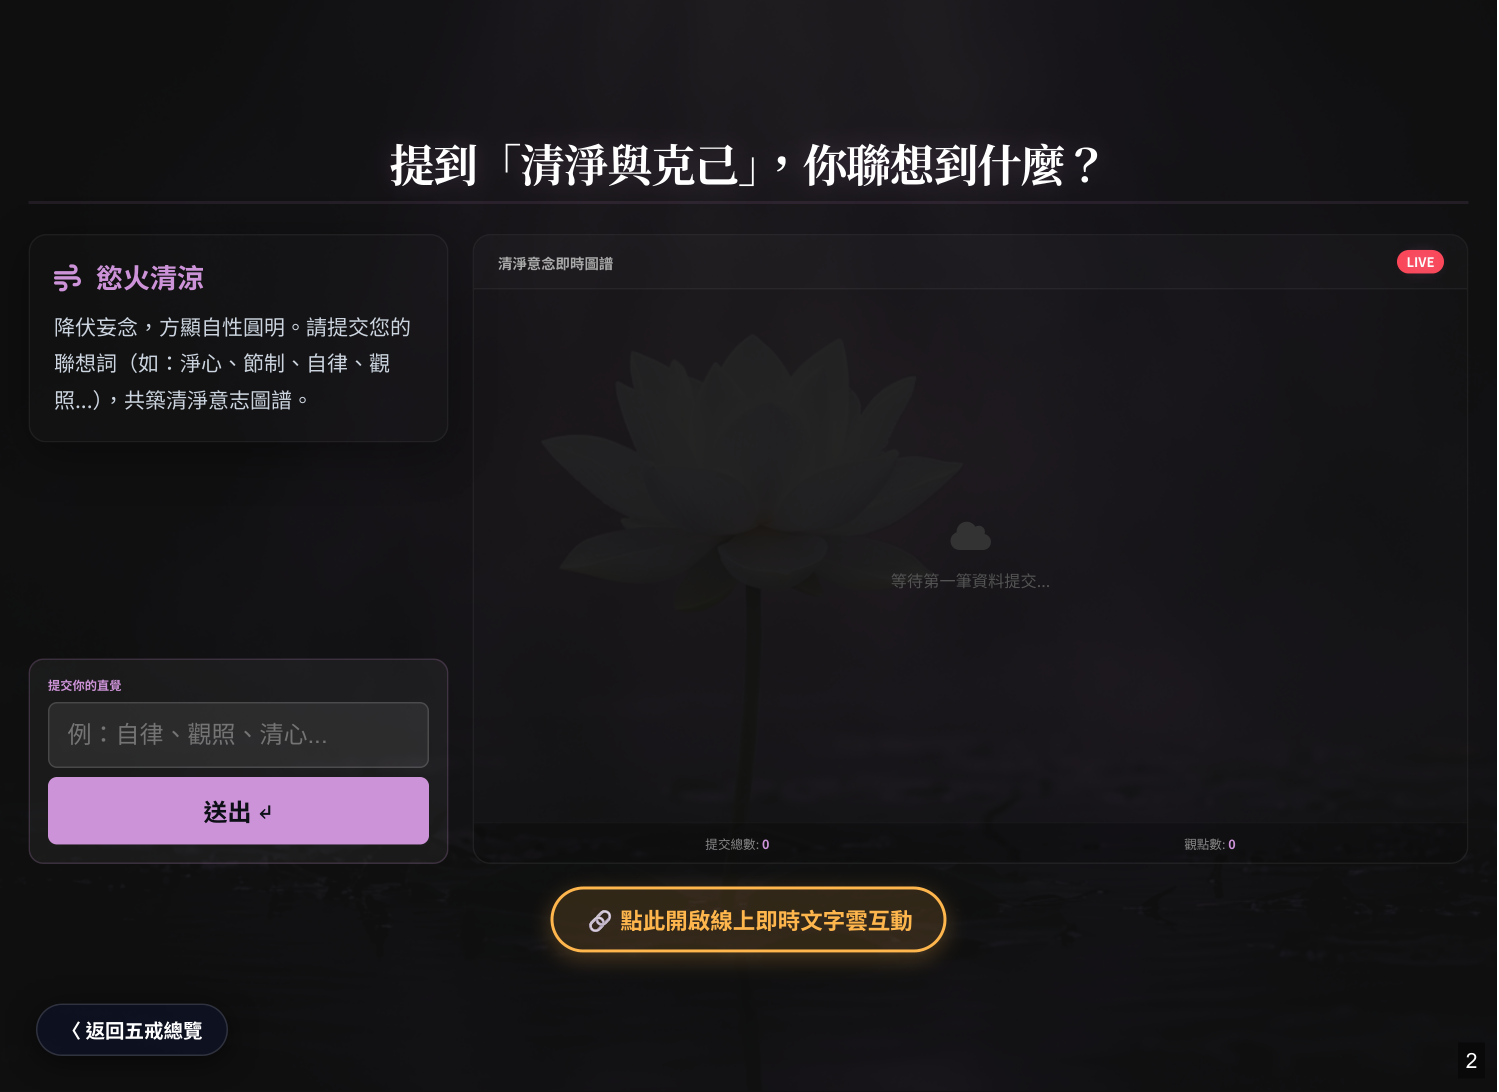 提到「清淨與克己」，你聯想到什麼？
慾火清涼
降伏妄念，方顯自性圓明。請提交您的
聯想詞（如：淨心、節制、自律、觀
照...），共築清淨意志圖譜。
提交你的直覺
例：自律、觀照、清心...
送出 ↲
清淨意念即時圖譜
LIVE
等待第一筆資料提交...
提交總數: 0
觀點數: 0
點此開啟線上即時文字雲互動
〈 返回五戒總覽
2